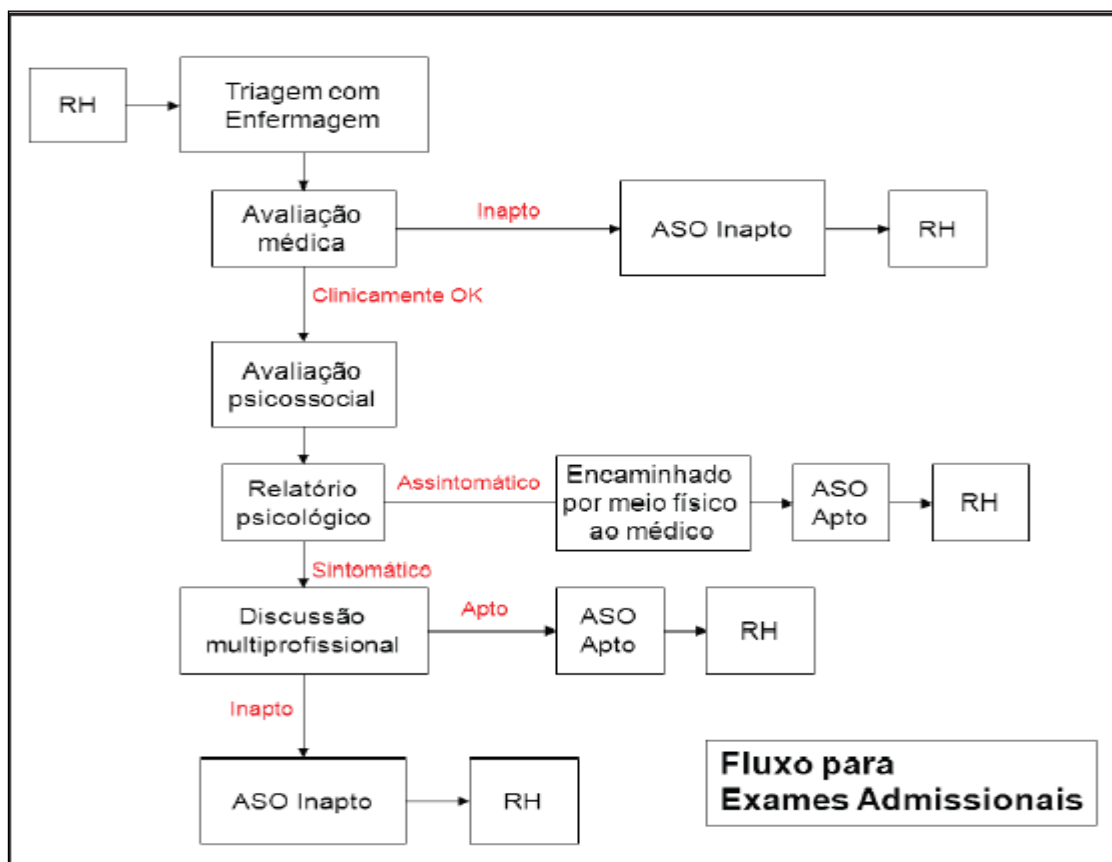 RH
Triagem com
Enfermagem
Avaliação
médica
Inapto
ASO Inapto
RH
Clinicamente OK
Avaliação
psicossocial
Relatório
psicológico
Assintomático
Encaminhado
por meio físico
ao médico
ASO
Apto
RH
Sintomático
Discussão
multiprofissional
Apto
ASO
Apto
RH
Inapto
ASO Inapto
RH
Fluxo para
Exames Admissionais